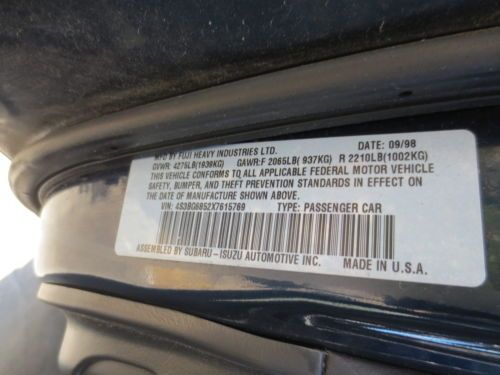 MFD BY FUJI HEAVY INDUSTRIES LTD. DATE: 09/98
GVWR: 4275LB(1939KG) GAWR:F 2065LB( 937KG) R 2210LB(1002KG)
THIS VEHICLE CONFORMS TO ALL APPLICABLE FEDERAL MOTOR VEHICLE
SAFETY, BUMPER, AND THEFT PREVENTION STANDARDS IN EFFECT ON
THE DATE OF MANUFACTURE SHOWN ABOVE.
VIN: 4S3BG6852X7615769 TYPE: PASSENGER CAR
ASSEMBLED BY SUBARU-ISUZU AUTOMOTIVE INC. MADE IN U.S.A.